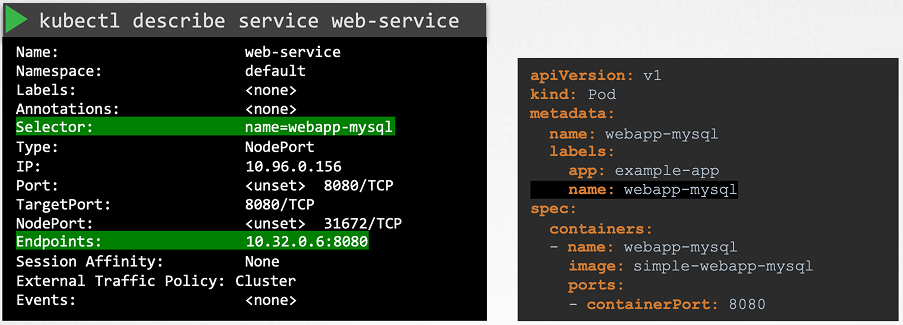 kubectl describe service web-service
Name: web-service
Namespace: default
Labels: <none>
Annotations: <none>
Selector: name=webapp-mysql
Type: NodePort
IP: 10.96.0.156
Port: <unset> 8080/TCP
TargetPort: 8080/TCP
NodePort: <unset> 31672/TCP
Endpoints: 10.32.0.6:8080
Session Affinity: None
External Traffic Policy: Cluster
Events: <none>
apiVersion: v1
kind: Pod
metadata:
  name: webapp-mysql
  labels:
    app: example-app
    name: webapp-mysql
spec:
  containers:
  - name: webapp-mysql
    image: simple-webapp-mysql
    ports:
    - containerPort: 8080